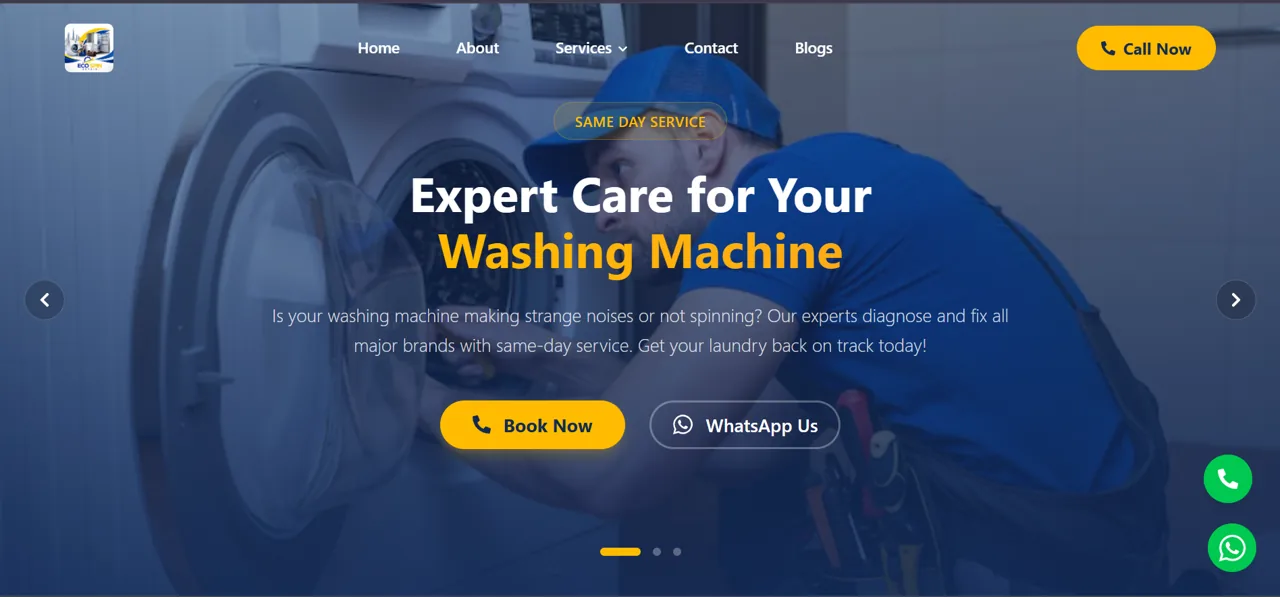 Home
About
Services
Contact
Blogs
Call Now
ECO SPIN
SAME DAY SERVICE
Expert Care for Your
Washing Machine
Is your washing machine making strange noises or not spinning? Our experts diagnose and fix all
major brands with same-day service. Get your laundry back on track today!
Book Now
WhatsApp Us